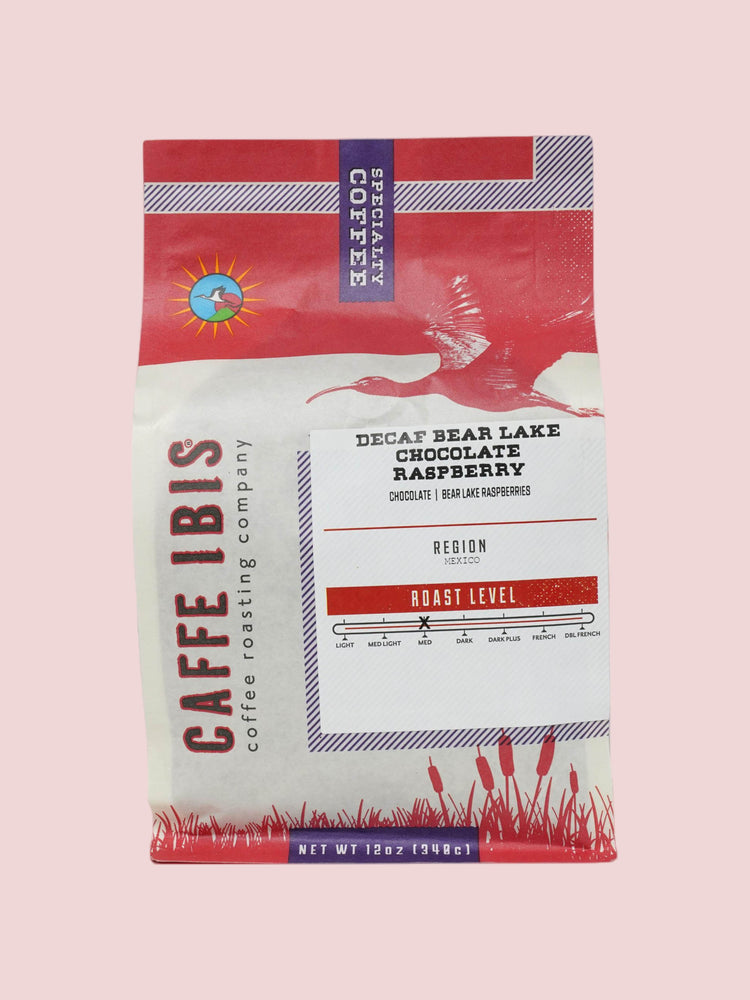 SPECIALTY
COFFEE
CAFFE IBIS®
coffee roasting company
DECAF BEAR LAKE
CHOCOLATE
RASPBERRY
CHOCOLATE | BEAR LAKE RASPBERRIES
REGION
MEXICO
ROAST LEVEL
X
LIGHT MED LIGHT MED DARK DARK PLUS FRENCH DBL FRENCH
NET WT 12oz (340G)